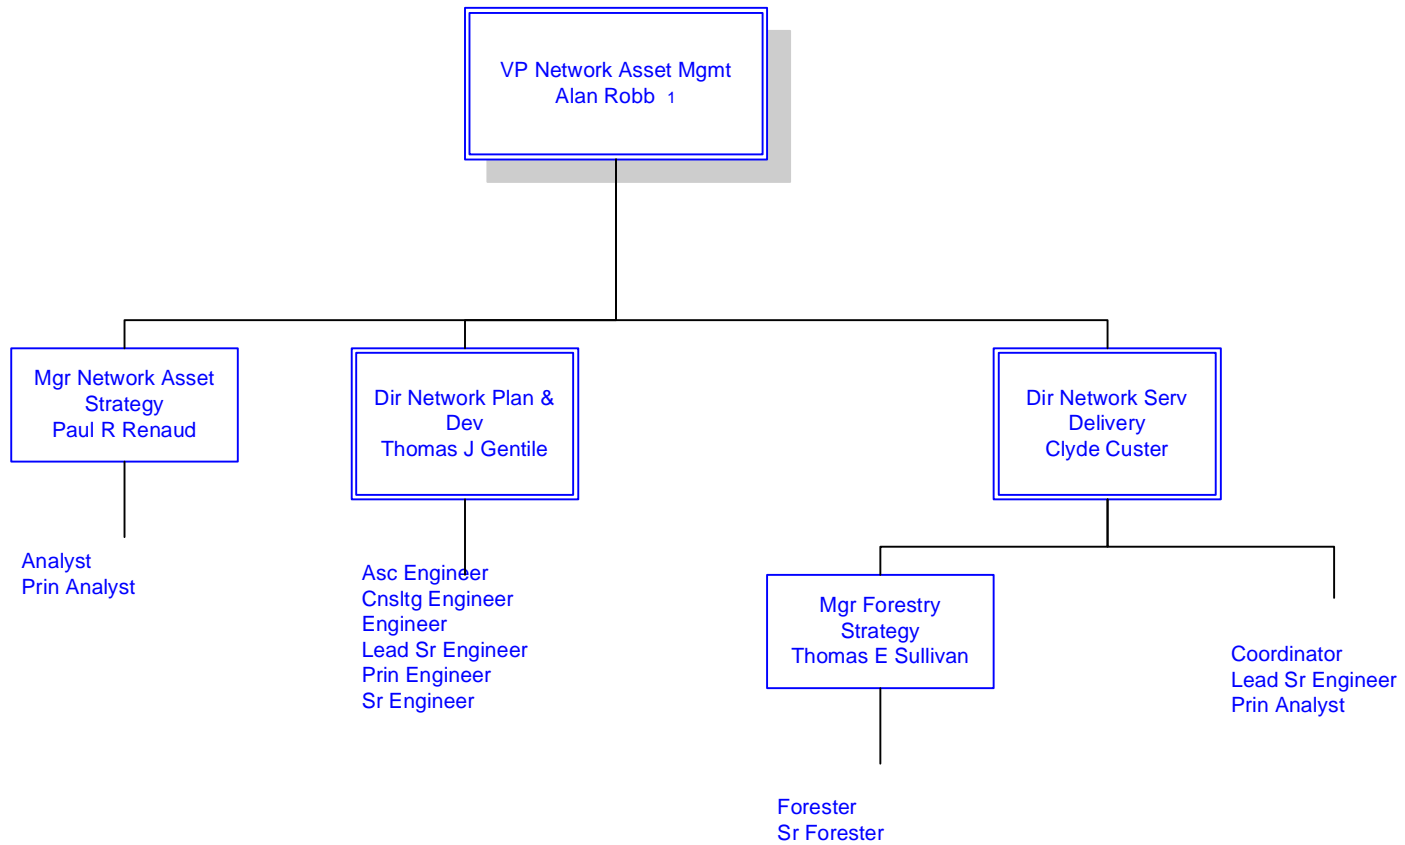 VP Network Asset Mgmt
Alan Robb 1
Mgr Network Asset
Strategy
Paul R Renaud
Dir Network Plan &
Dev
Thomas J Gentile
Dir Network Serv
Delivery
Clyde Custer
Analyst
Prin Analyst
Asc Engineer
Cnsltg Engineer
Engineer
Lead Sr Engineer
Prin Engineer
Sr Engineer
Mgr Forestry
Strategy
Thomas E Sullivan
Coordinator
Lead Sr Engineer
Prin Analyst
Forester
Sr Forester